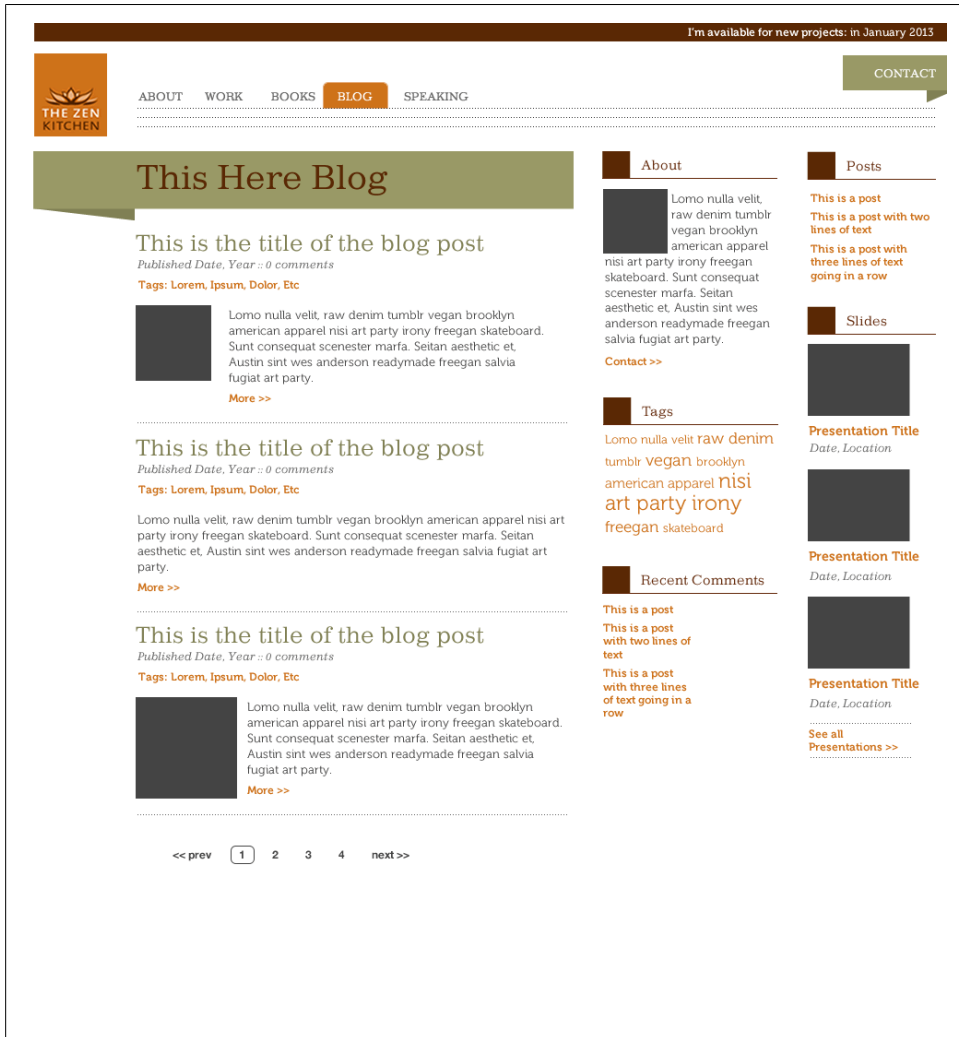 I'm available for new projects: in January 2013
CONTACT
THE ZEN
KITCHEN
ABOUT WORK BOOKS BLOG SPEAKING
This Here Blog
This is the title of the blog post
Published Date, Year :: 0 comments
Tags: Lorem, Ipsum, Dolor, Etc
Lomo nulla velit, raw denim tumblr vegan brooklyn
american apparel nisi art party irony freegan skateboard.
Sunt consequat scenester marfa. Seitan aesthetic et,
Austin sint wes anderson readymade freegan salvia
fugiat art party.
More >>
This is the title of the blog post
Published Date, Year :: 0 comments
Tags: Lorem, Ipsum, Dolor, Etc
Lomo nulla velit, raw denim tumblr vegan brooklyn american apparel nisi art
party irony freegan skateboard. Sunt consequat scenester marfa. Seitan
aesthetic et, Austin sint wes anderson readymade freegan salvia fugiat art
party.
More >>
This is the title of the blog post
Published Date, Year :: 0 comments
Tags: Lorem, Ipsum, Dolor, Etc
Lomo nulla velit, raw denim tumblr vegan brooklyn
american apparel nisi art party irony freegan skateboard.
Sunt consequat scenester marfa. Seitan aesthetic et,
Austin sint wes anderson readymade freegan salvia
fugiat art party.
More >>
<< prev 1 2 3 4 next >>
About
Lomo nulla velit,
raw denim tumblr
vegan brooklyn
american apparel
nisi art party irony freegan
skateboard. Sunt consequat
scenester marfa. Seitan
aesthetic et, Austin sint wes
anderson readymade freegan
salvia fugiat art party.
Contact >>
Tags
Lomo nulla velit raw denim
tumblr vegan brooklyn
american apparel nisi
art party irony
freegan skateboard
Recent Comments
This is a post
This is a post
with two lines of
text
This is a post
with three lines
of text going in a
row
Posts
This is a post
This is a post with two
lines of text
This is a post with
three lines of text
going in a row
Slides
Presentation Title
Date, Location
Presentation Title
Date, Location
Presentation Title
Date, Location
See all
Presentations >>